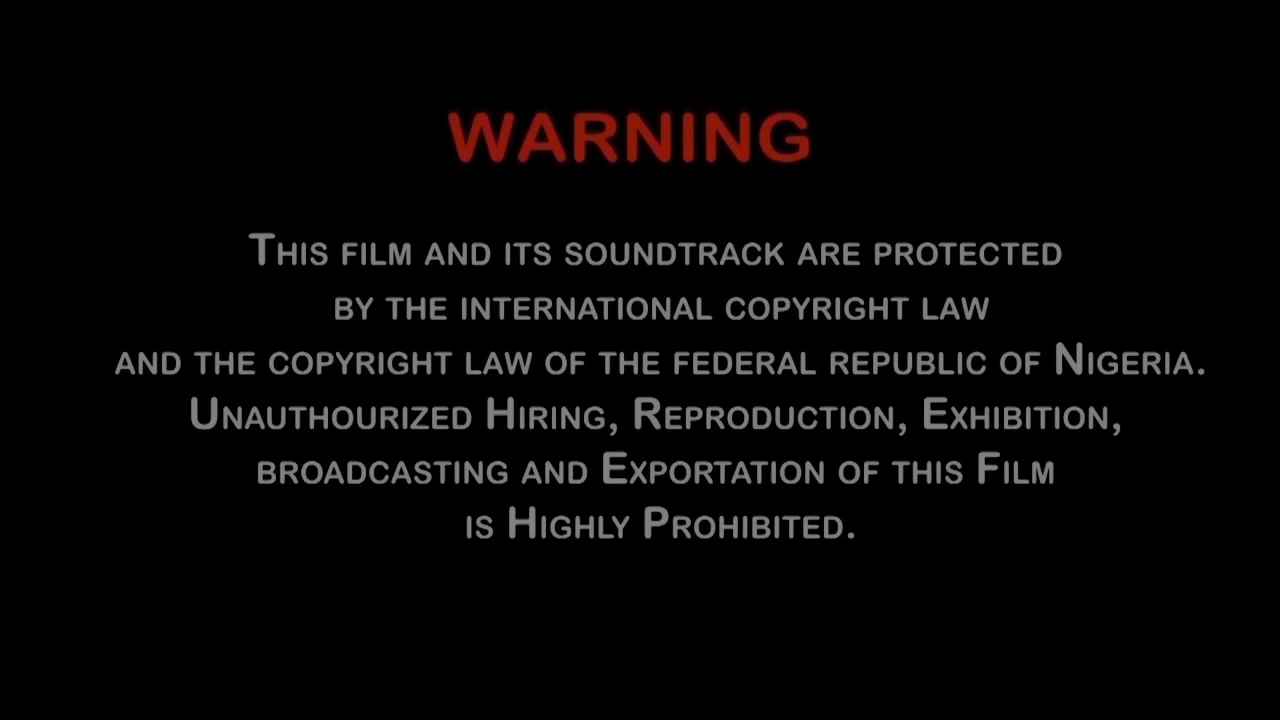 WARNING
This film and its soundtrack are protected
by the international copyright law
and the copyright law of the federal republic of Nigeria.
Unauthourized Hiring, Reproduction, Exhibition,
broadcasting and Exportation of this Film
is Highly Prohibited.